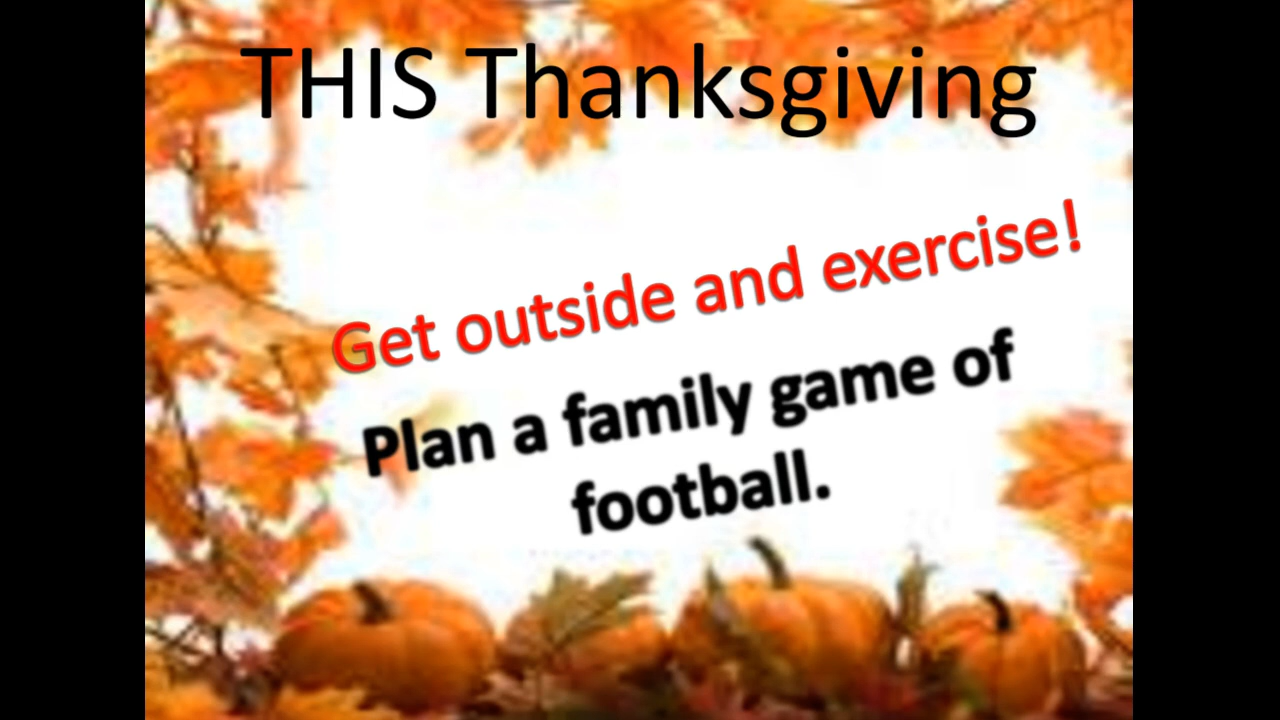 THIS Thanksgiving
Get outside and exercise!
Plan a family game of
football.